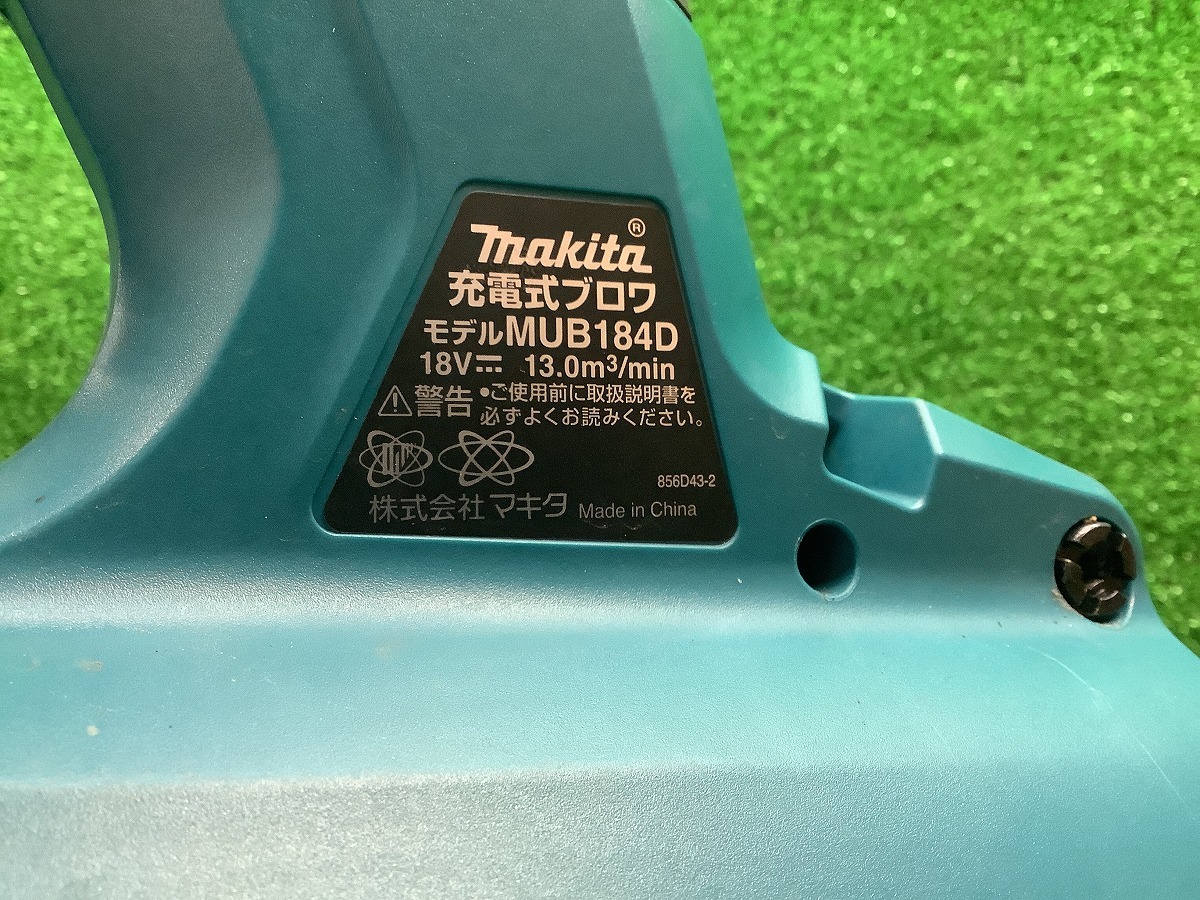 makita®
充電式ブロワ
モデルMUB184D
18V⎓ 13.0m³/min
⚠警告 •ご使用前に取扱説明書を
必ずよくお読みください。
856D43-2
株式会社マキタ Made in China